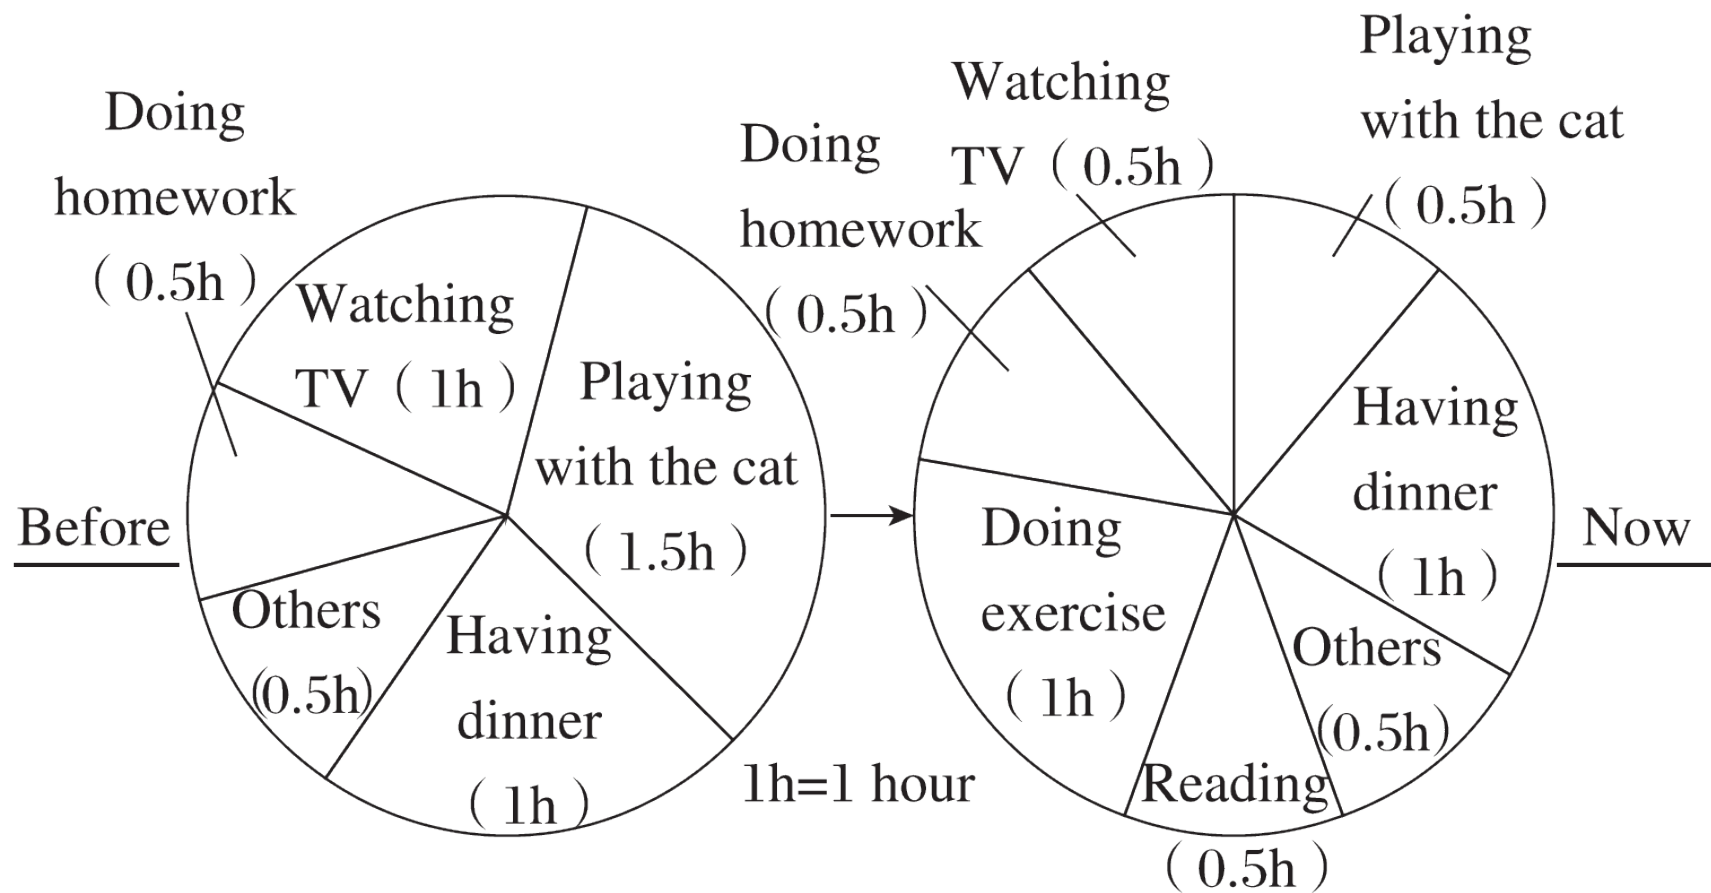 Before
Doing
homework
（0.5h）
Watching
TV（1h）
Playing
with the cat
（1.5h）
Others
(0.5h)
Having
dinner
（1h）
1h=1 hour
Doing
homework
（0.5h）
Watching
TV（0.5h）
Playing
with the cat
（0.5h）
Having
dinner
（1h）
Doing
exercise
（1h）
Others
(0.5h)
Reading
（0.5h）
Now